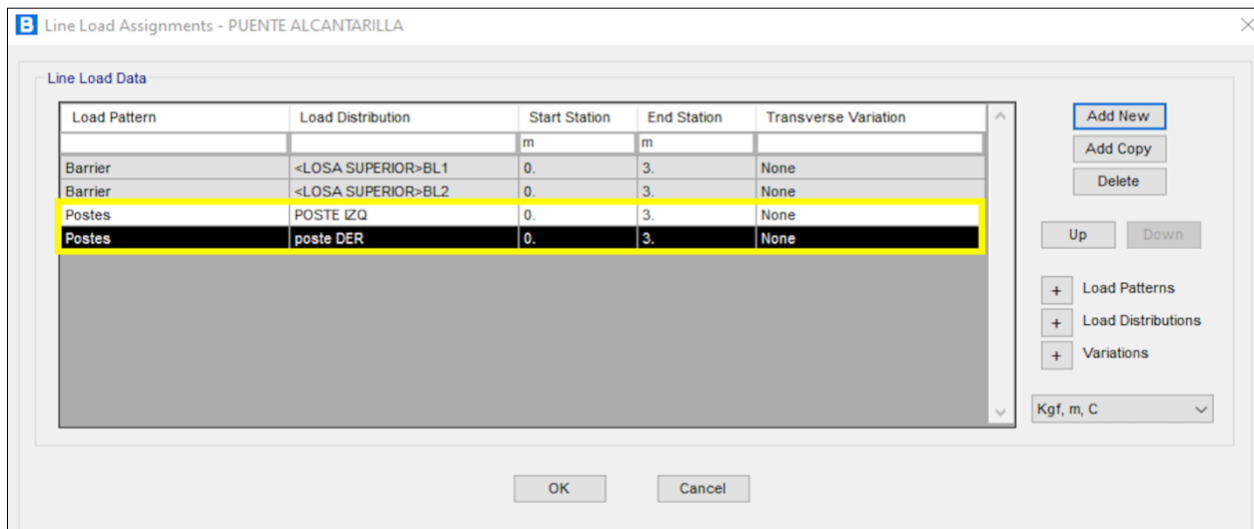 B Line Load Assignments - PUENTE ALCANTARILLA
Line Load Data
Load Pattern Load Distribution Start Station End Station Transverse Variation
m m
Barrier <LOSA SUPERIOR>BL1 0. 3. None
Barrier <LOSA SUPERIOR>BL2 0. 3. None
Postes POSTE IZQ 0. 3. None
Postes poste DER 0. 3. None
Add New
Add Copy
Delete
Up Down
+ Load Patterns
+ Load Distributions
+ Variations
Kgf, m, C
OK Cancel